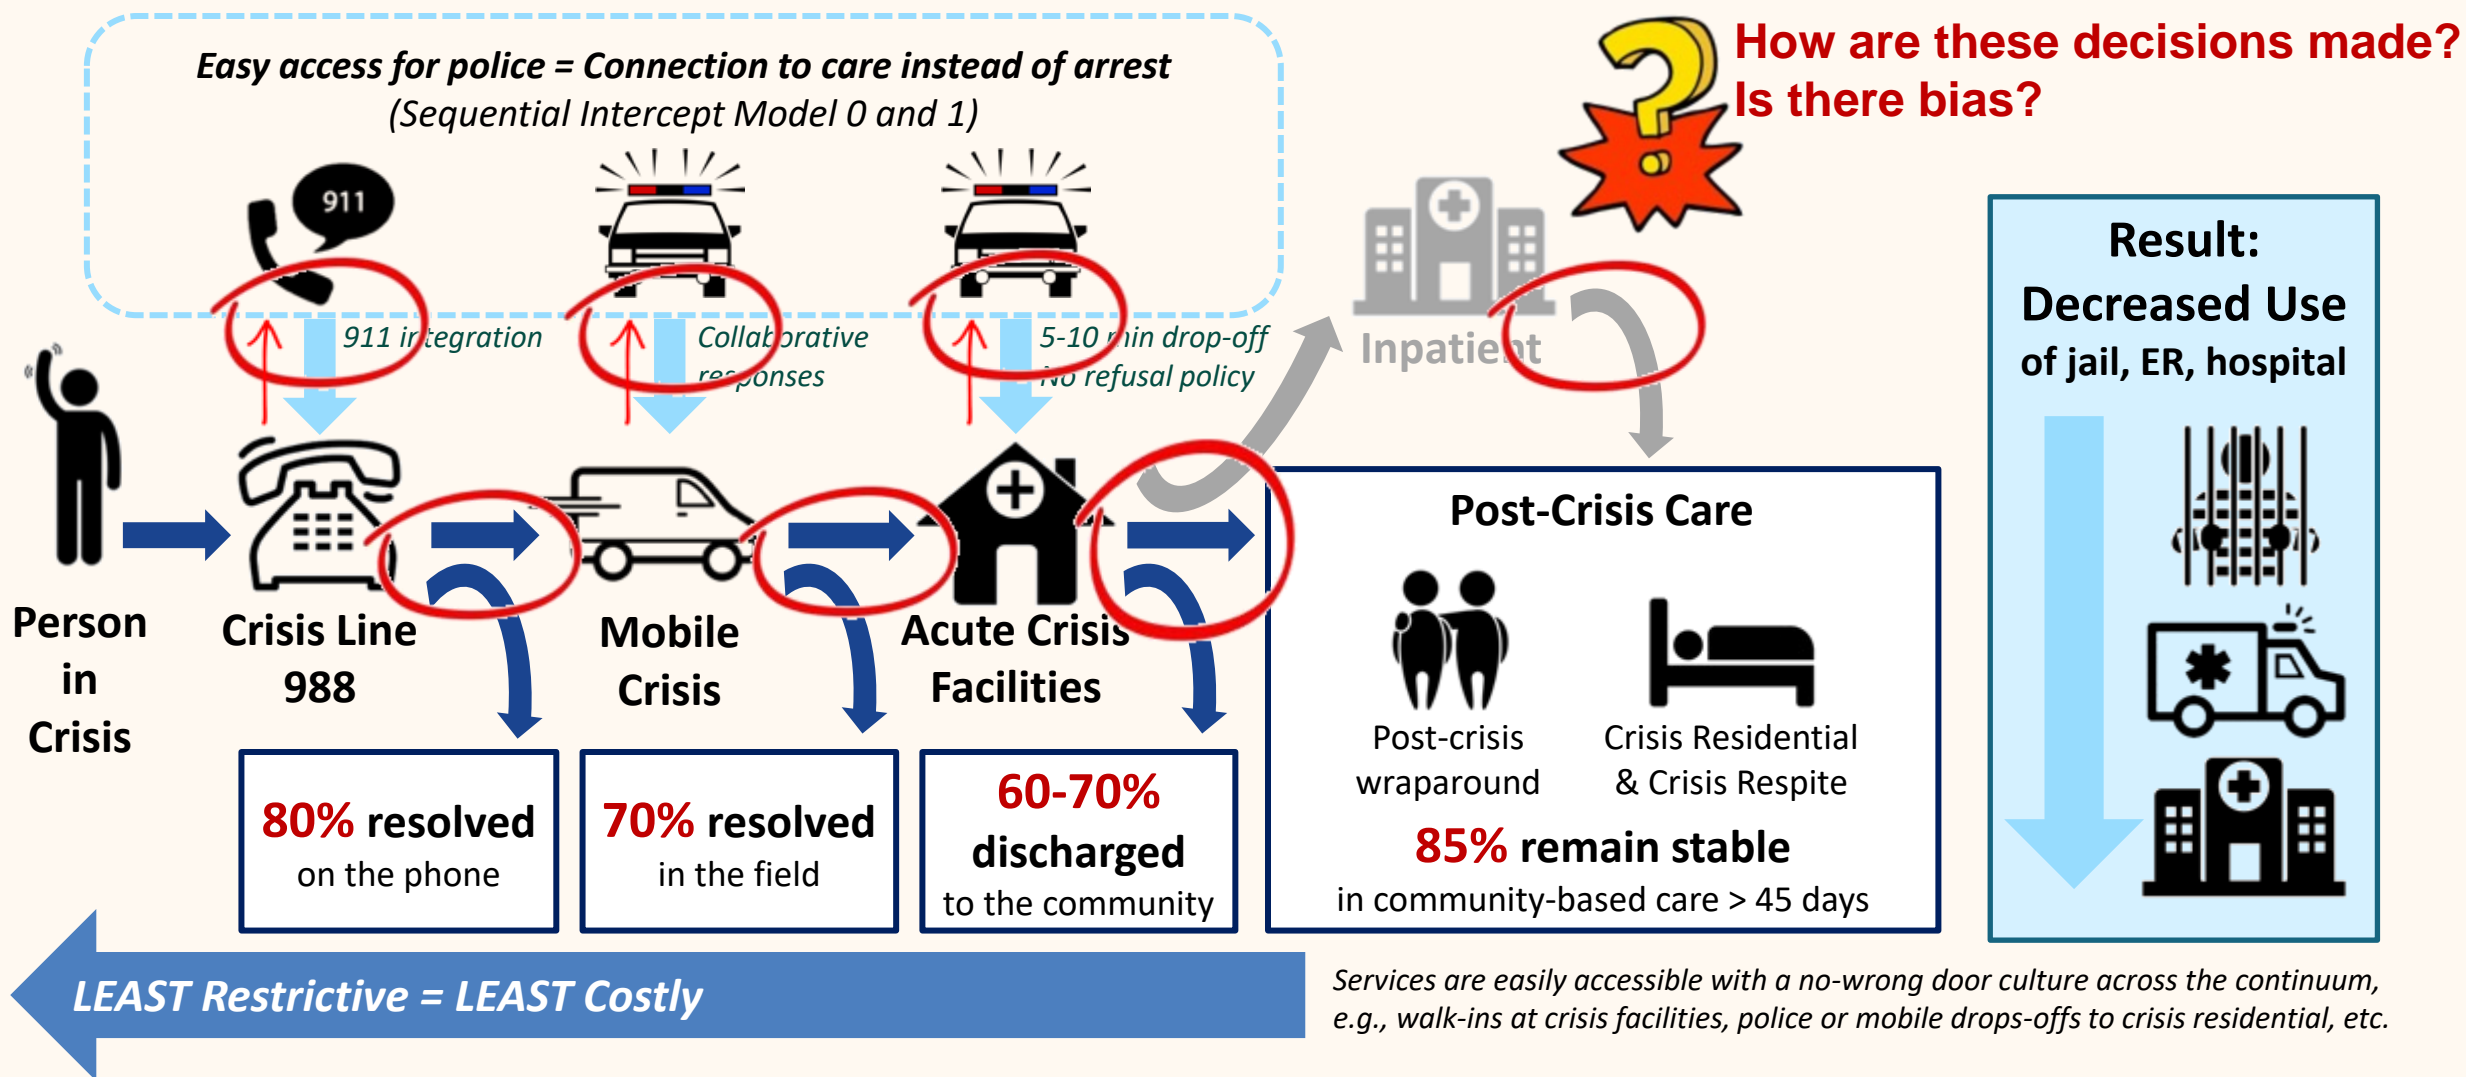 How are these decisions made?
Is there bias?
Easy access for police = Connection to care instead of arrest
(Sequential Intercept Model 0 and 1)
911
911 integration
Collaborative
responses
5-10 min drop-off
No refusal policy
Inpatient
Result:
Decreased Use
of jail, ER, hospital
Person
in
Crisis
Crisis Line
988
Mobile
Crisis
Acute Crisis
Facilities
Post-Crisis Care
Post-crisis
wraparound
Crisis Residential
& Crisis Respite
85% remain stable
in community-based care > 45 days
80% resolved
on the phone
70% resolved
in the field
60-70%
discharged
to the community
LEAST Restrictive = LEAST Costly
Services are easily accessible with a no-wrong door culture across the continuum,
e.g., walk-ins at crisis facilities, police or mobile drops-offs to crisis residential, etc.